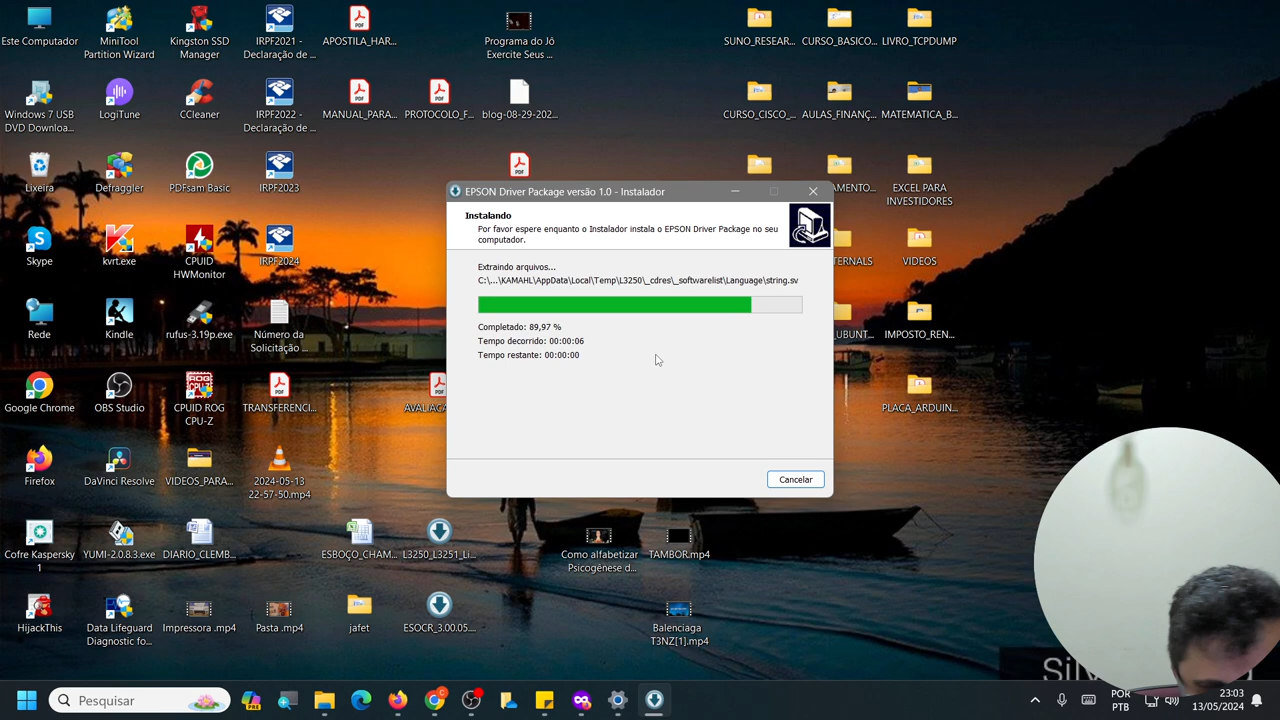 Este Computador
MiniTool
Partition Wizard
Kingston SSD
Manager
IRPF2021 -
Declaração de ...
APOSTILA_HAR...
Programa do Jô
Exercite Seus ...
SUNO_RESEAR...
CURSO_BASICO...
LIVRO_TCPDUMP
Windows 7 USB
DVD Downloa...
LogiTune
CCleaner
IRPF2022 -
Declaração de ...
MANUAL_PARA...
PROTOCOLO_F...
blog-08-29-202...
CURSO_CISCO_...
AULAS_FINANÇ...
MATEMATICA_B...
Lixeira
Defraggler
PDFsam Basic
IRPF2023
AMENTO...
EXCEL PARA
INVESTIDORES
EPSON Driver Package versão 1.0 - Instalador
Instalando
Por favor espere enquanto o Instalador instala o EPSON Driver Package no seu
computador.
Extraindo arquivos...
C:\...\KAMAHL\AppData\Local\Temp\L3250\_cdres\_softwarelist\Language\string.sv
Completado: 89,97 %
Tempo decorrido: 00:00:06
Tempo restante: 00:00:00
Cancelar
Skype
kvrt.exe
CPUID
HWMonitor
IRPF2024
TERNALS
VIDEOS
Rede
Kindle
rufus-3.19p.exe
Número da
Solicitação ...
_UBUNT...
IMPOSTO_REN...
Google Chrome
OBS Studio
CPUID ROG
CPU-Z
TRANSFERENCI...
AVALIAC
PLACA_ARDUIN...
Firefox
DaVinci Resolve
VIDEOS_PARA...
2024-05-13
22-57-50.mp4
Cofre Kaspersky
1
YUMI-2.0.8.3.exe
DIARIO_CLEMB...
ESBOÇO_CHAM...
L3250_L3251_Li...
Como alfabetizar
Psicogênese d...
TAMBOR.mp4
HijackThis
Data Lifeguard
Diagnostic fo...
Impressora .mp4
Pasta .mp4
jafet
ESOCR_3.00.05....
Balenciaga
T3NZ[1].mp4
Pesquisar
POR
PTB
23:03
13/05/2024